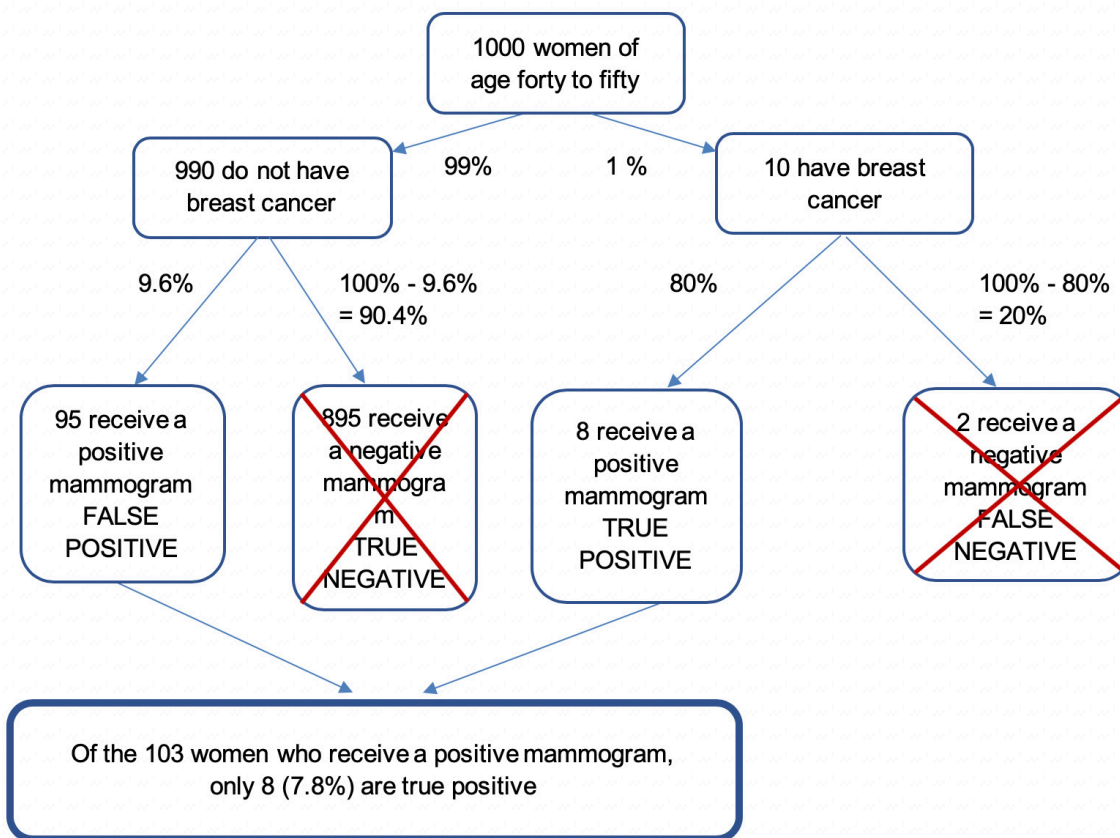 1000 women of
age forty to fifty
990 do not have
breast cancer
99%
1 %
10 have breast
cancer
9.6%
100% - 9.6%
= 90.4%
80%
100% - 80%
= 20%
95 receive a
positive
mammogram
FALSE
POSITIVE
895 receive
a negative
mammogra
m
TRUE
NEGATIVE
8 receive a
positive
mammogram
TRUE
POSITIVE
2 receive a
negative
mammogram
FALSE
NEGATIVE
Of the 103 women who receive a positive mammogram,
only 8 (7.8%) are true positive